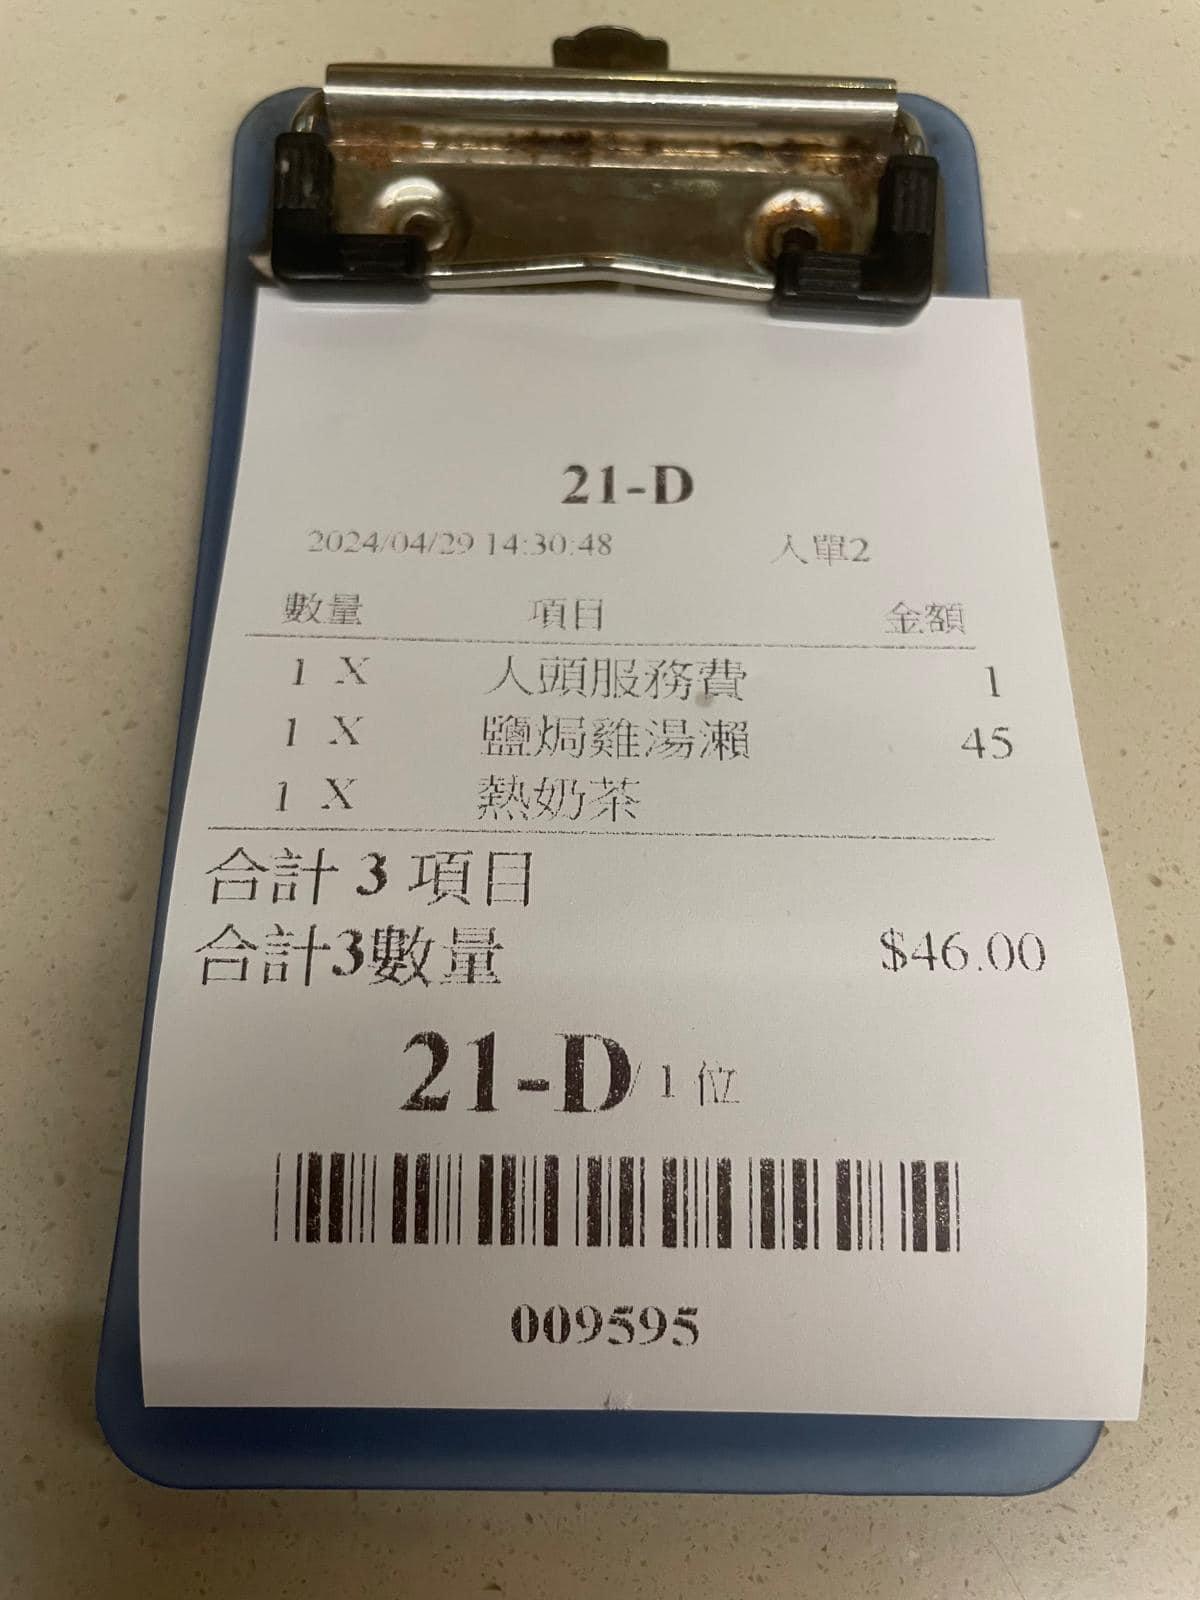 21-D
2024/04/29 14:30:48 入單2
數量 項目 金額
1 X 人頭服務費 1
1 X 鹽焗雞湯瀨 45
1 X 熱奶茶
合計 3 項目
合計3數量 $46.00
21-D/ 1 位
009595